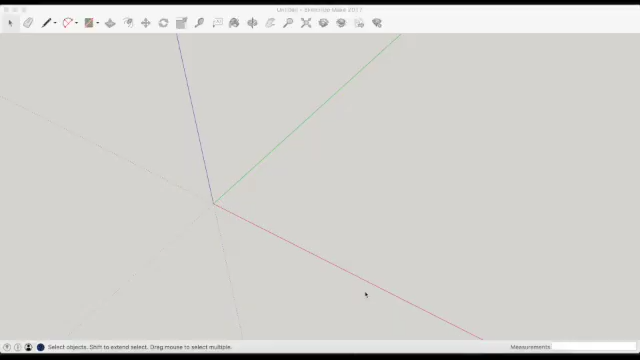 Untitled - SketchUp Make 2017
Select objects. Shift to extend select. Drag mouse to select multiple.
Measurements